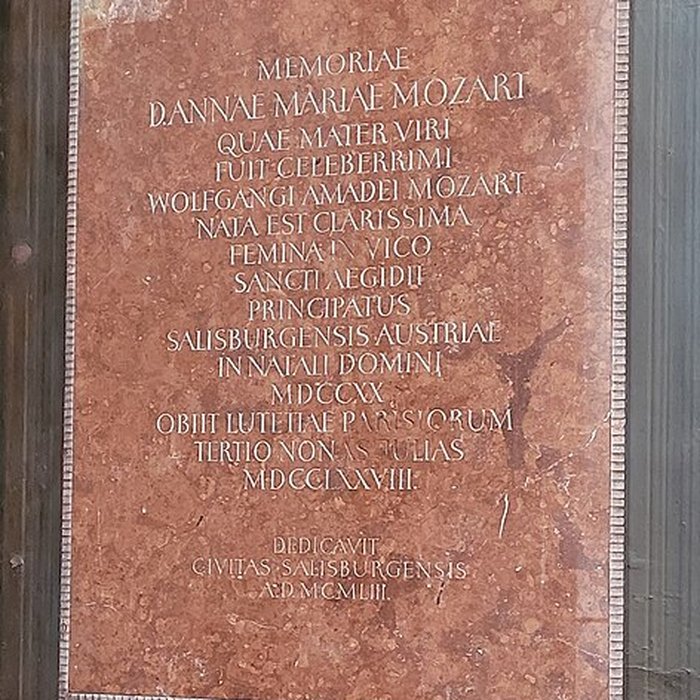 MEMORIAE
D.ANNAE MARIAE MOZART
QUAE MATER VIRI
FUIT CELEBERRIMI
WOLFGANGI AMADEI MOZART
NATA EST CLARISSIMA
FEMINA IN VICO
SANCTI AEGIDII
PRINCIPATUS
SALISBURGENSIS AUSTRIAE
IN NATALI DOMINI
MDCCXX
OBIIT LUTETIAE PARISIORUM
TERTIO NONAS JULIAS
MDCCLXXVIII.
DEDICAVIT
CIVITAS SALISBURGENSIS
A.D. MCMLIII.